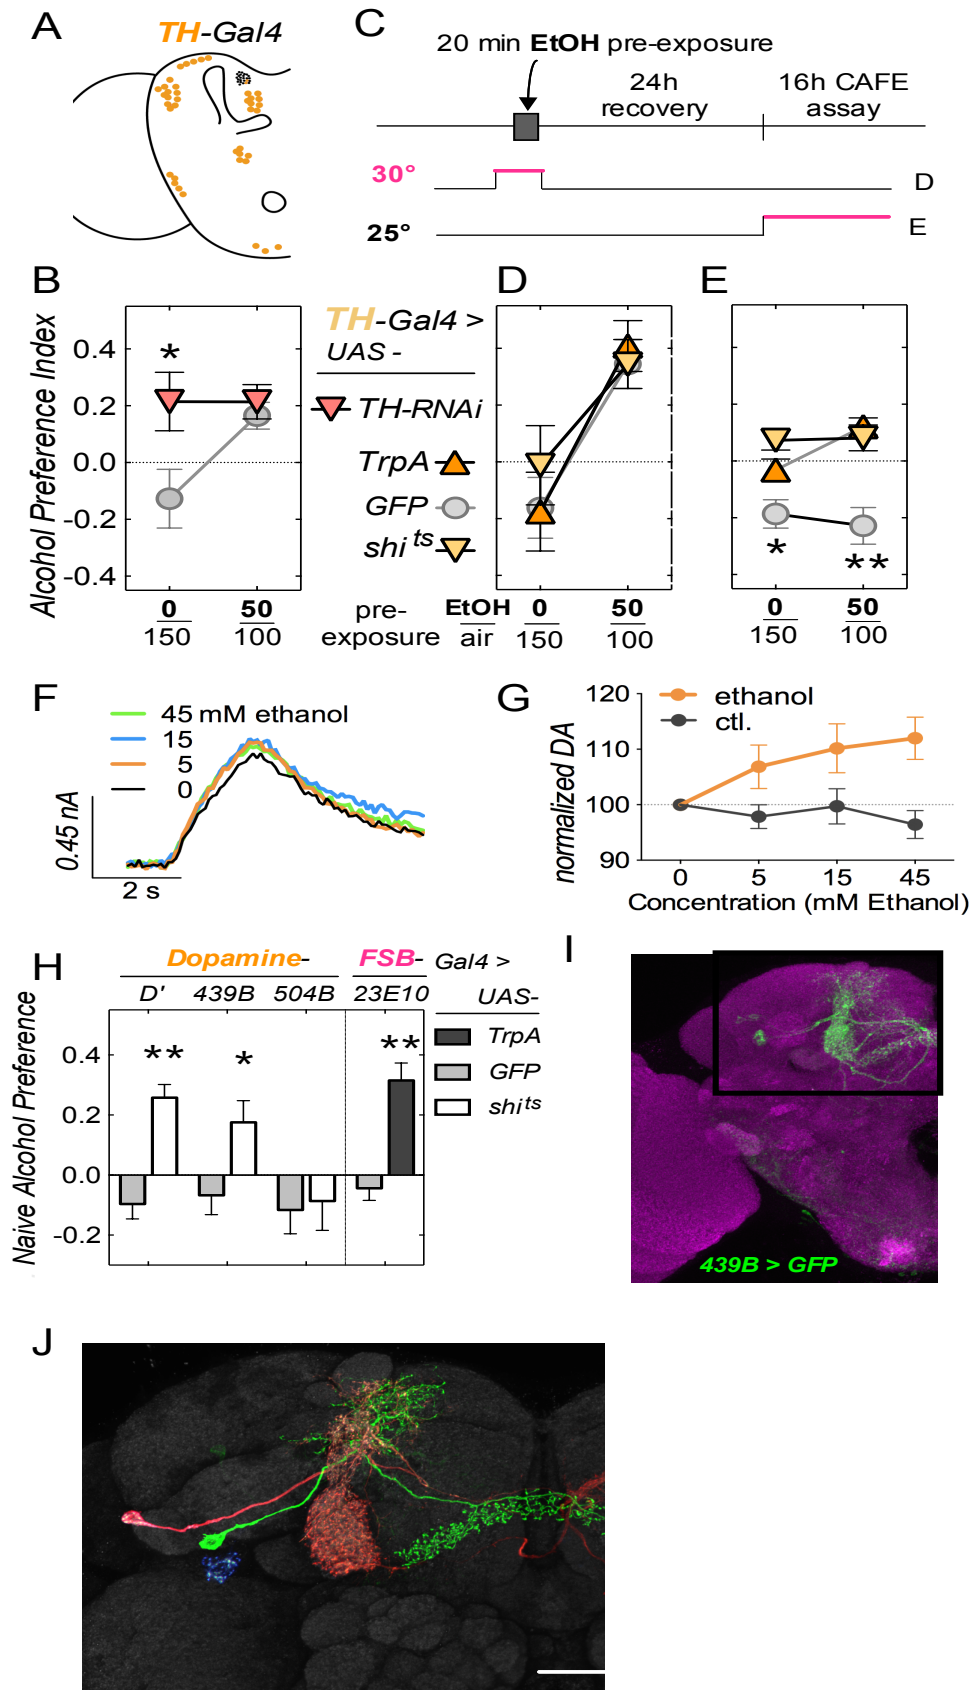 A
TH-Gal4
C
20 min EtOH pre-exposure
24h
recovery
16h CAFE
assay
30°
D
25°
E
B
Alcohol Preference Index
0.4
0.2
0.0
-0.2
-0.4
*
0
150
50
100
TH-Gal4 >
UAS -
TH-RNAi
TrpA
GFP
shi ts
pre-
exposure
EtOH
air
D
0
150
50
100
E
*
**
0
150
50
100
F
45 mM ethanol
15
5
0
0.45 nA
2 s
G
normalized DA
120
110
100
90
ethanol
ctl.
0 5 15 45
Concentration (mM Ethanol)
H
Dopamine- FSB- Gal4 >
D' 439B 504B 23E10
UAS-
TrpA
GFP
shi ts
Naive Alcohol Preference
0.4
0.2
0.0
-0.2
** * **
I
439B > GFP
J